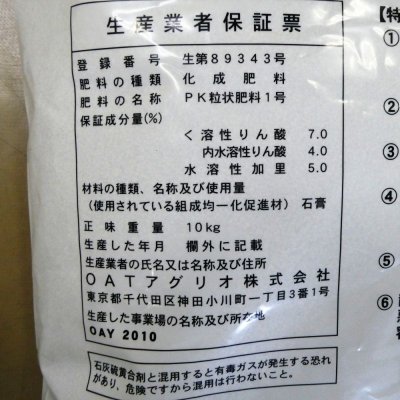 生産業者保証票
登録番号 生第89343号
肥料の種類 化成肥料
肥料の名称 PK粒状肥料1号
保証成分量(%)
く溶性りん酸 7.0
内水溶性りん酸 4.0
水溶性加里 5.0
材料の種類、名称及び使用量
(使用されている組成均一化促進材) 石膏
正味重量 10kg
生産した年月 欄外に記載
生産業者の氏名又は名称及び住所
OATアグリオ株式会社
東京都千代田区神田小川町一丁目3番1号
生産した事業場の名称及び所在地
OAY 2010
石灰硫黄合剤と混用すると有毒ガスが発生する恐れ
があり、危険ですから混用は行わないこと。
【特
①
②
③
④
⑤
⑥